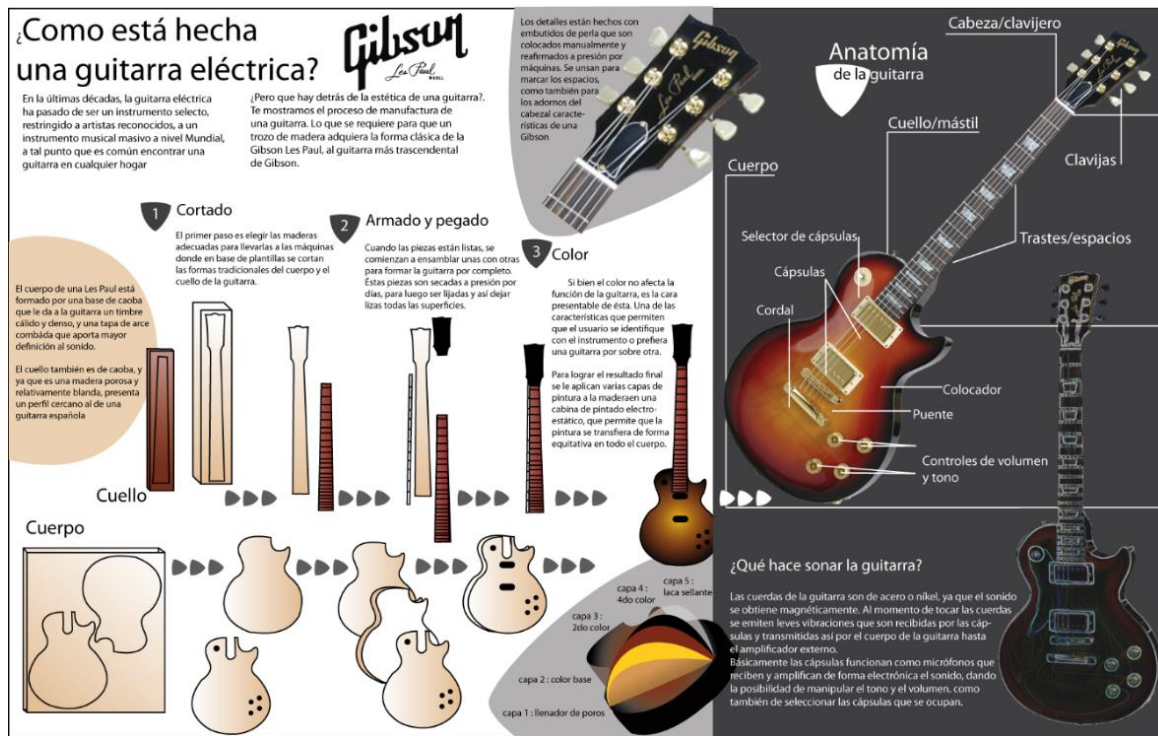 ¿Como está hecha
una guitarra eléctrica?
Gibson
Les Paul
MODEL
En la últimas décadas, la guitarra eléctrica
ha pasado de ser un instrumento selecto,
restringido a artistas reconocidos, a un
instrumento musical masivo a nivel Mundial,
a tal punto que es común encontrar una
guitarra en cualquier hogar
¿Pero que hay detrás de la estética de una guitarra?.
Te mostramos el proceso de manufactura de
una guitarra. Lo que se requiere para que un
trozo de madera adquiera la forma clásica de la
Gibson Les Paul, al guitarra más trascendental
de Gibson.
Los detalles están hechos con
embutidos de perla que son
colocados manualmente y
reafirmados a presión por
máquinas. Se unsan para
marcar los espacios,
como también para
los adornos del
cabezal caracte-
rísticas de una
Gibson
Gibson
Les Paul
1 Cortado
El primer paso es elegir las maderas
adecuadas para llevarlas a las máquinas
donde en base de plantillas se cortan
las formas tradicionales del cuerpo y el
cuello de la guitarra.
2 Armado y pegado
Cuando las piezas están listas, se
comienzan a ensamblar unas con otras
para formar la guitarra por completo.
Éstas piezas son secadas a presión por
días, para luego ser lijadas y así dejar
lizas todas las superficies.
3 Color
Si bien el color no afecta la
función de la guitarra, es la cara
presentable de ésta. Una de las
características que permiten
que el usuario se identifique
con el instrumento o prefiera
una guitarra por sobre otra.
Para lograr el resultado final
se le aplican varias capas de
pintura a la maderaen una
cabina de pintado electro-
estático, que permite que la
pintura se transfiera de forma
equitativa en todo el cuerpo.
El cuerpo de una Les Paul está
formado por una base de caoba
que le da a la guitarra un timbre
cálido y denso, y una tapa de arce
combáda que aporta mayor
definición al sonido.
El cuello también es de caoba, y
ya que es una madera porosa y
relativamente blanda, presenta
un perfil cercano al de una
guitarra española
Cuello
Cuerpo
capa 5 :
laca sellante
capa 4 :
4do color
capa 3 :
2do color
capa 2 : color base
capa 1 : llenador de poros
Anatomía
de la guitarra
Cabeza/clavijero
Gibson
Clavijas
Cuello/mástil
Cuerpo
Trastes/espacios
Selector de cápsulas
Cápsulas
Cordal
Colocador
Puente
Controles de volumen
y tono
¿Qué hace sonar la guitarra?
Las cuerdas de la guitarra son de acero o níkel, ya que el sonido
se obtiene magnéticamente. Al momento de tocar las cuerdas
se emiten leves vibraciones que son recibidas por las cáp-
sulas y transmitidas así por el cuerpo de la guitarra hasta
el amplificador externo.
Básicamente las cápsulas funcionan como micrófonos que
reciben y amplifican de forma electrónica el sonido, dando
la posibilidad de manipular el tono y el volumen, como
también de seleccionar las cápsulas que se ocupan.